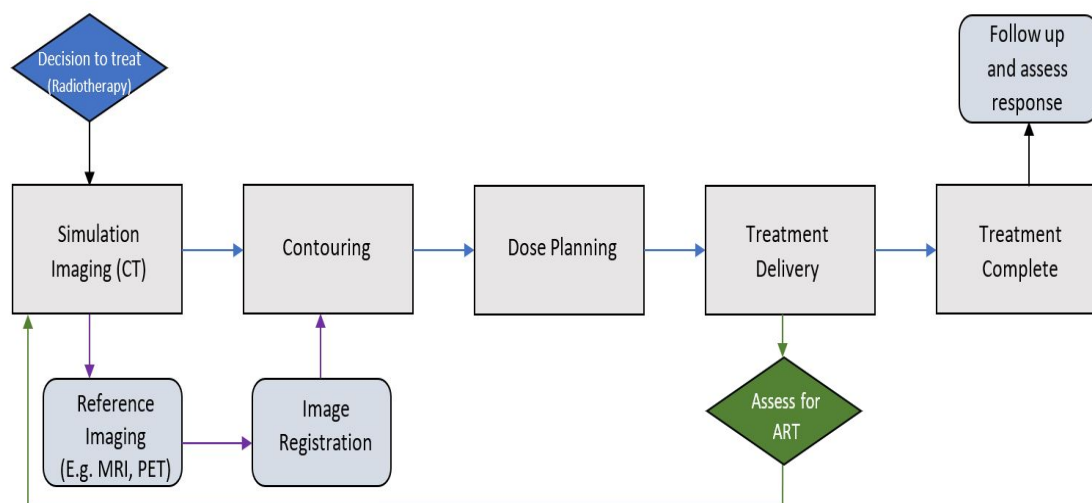 Decision to treat
(Radiotherapy)
Follow up
and assess
response
Simulation
Imaging (CT)
Contouring
Dose Planning
Treatment
Delivery
Treatment
Complete
Reference
Imaging
(E.g. MRI, PET)
Image
Registration
Assess for
ART